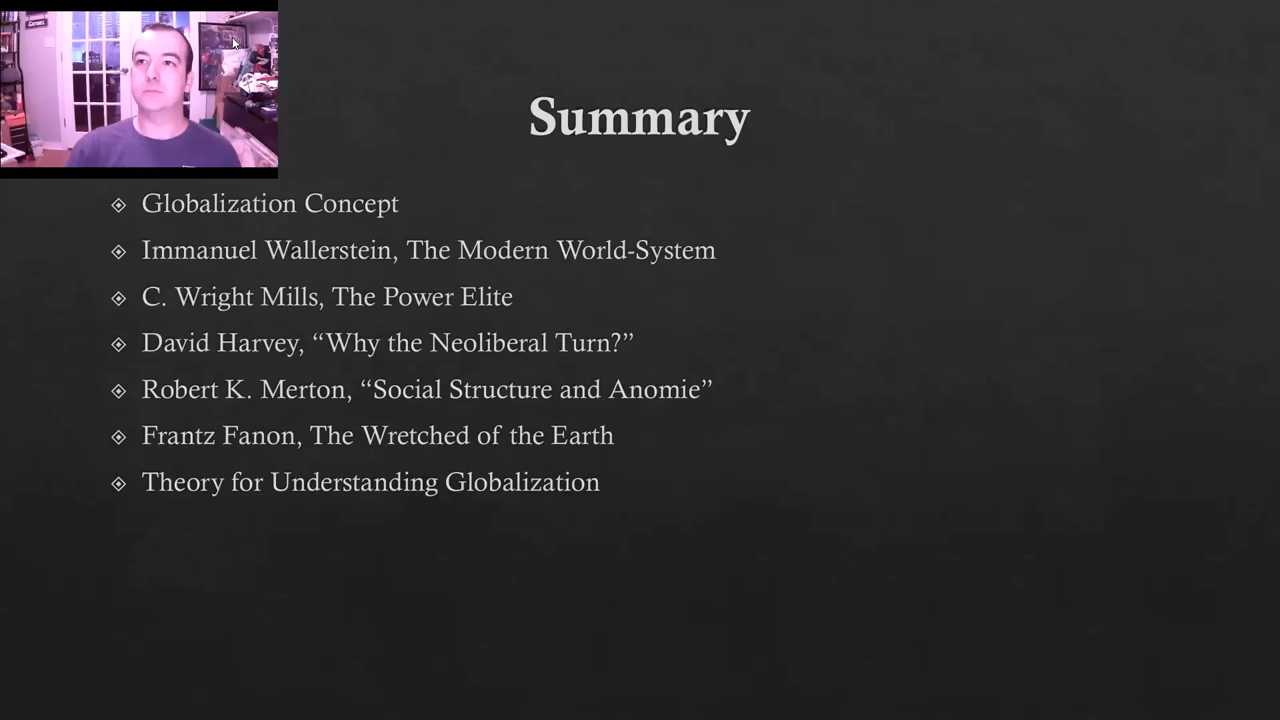 Summary
Globalization Concept
Immanuel Wallerstein, The Modern World-System
C. Wright Mills, The Power Elite
David Harvey, “Why the Neoliberal Turn?”
Robert K. Merton, “Social Structure and Anomie”
Frantz Fanon, The Wretched of the Earth
Theory for Understanding Globalization